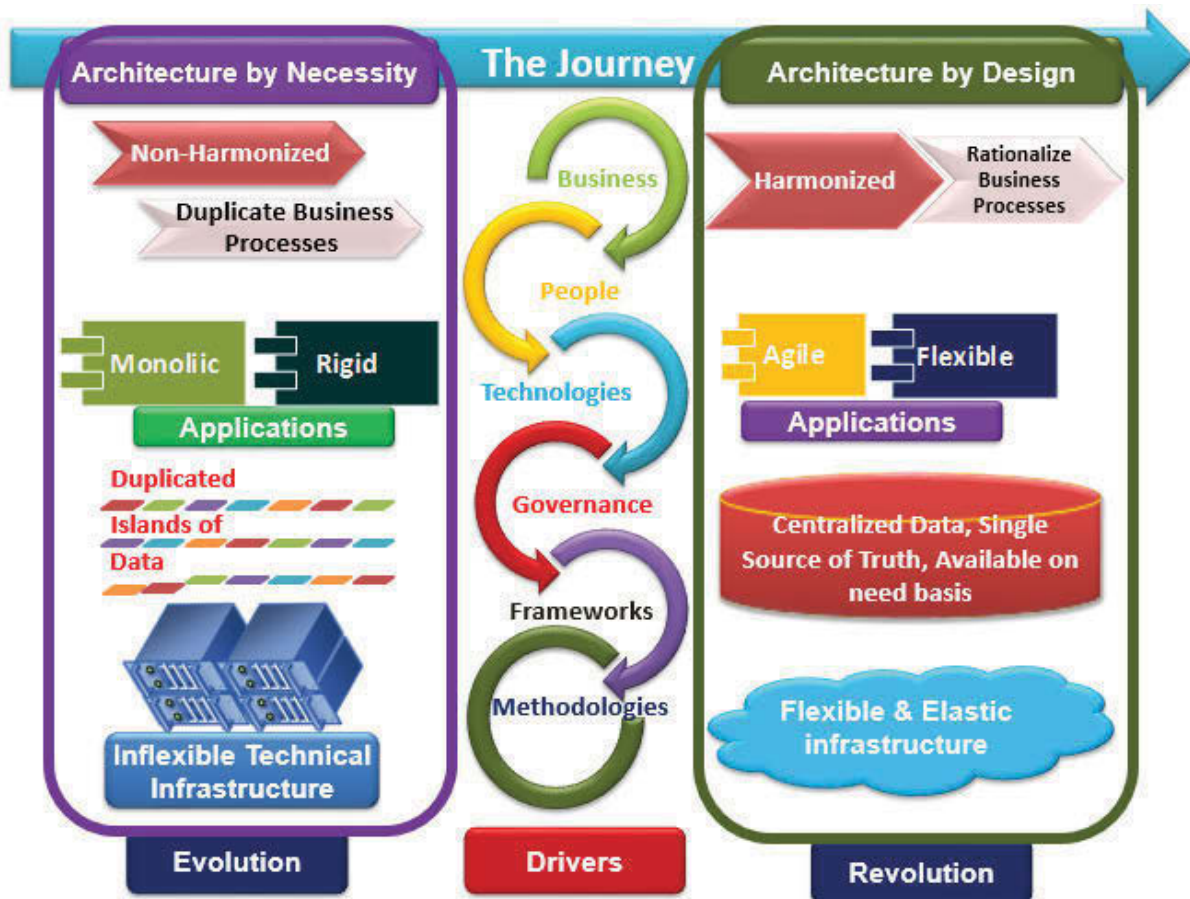 The Journey
Architecture by Necessity
Non-Harmonized
Duplicate Business
Processes
Monoliic
Rigid
Applications
Duplicated
Islands of
Data
Inflexible Technical
Infrastructure
Evolution
Business
People
Technologies
Governance
Frameworks
Methodologies
Drivers
Architecture by Design
Harmonized
Rationalize
Business
Processes
Agile
Flexible
Applications
Centralized Data, Single
Source of Truth, Available on
need basis
Flexible & Elastic
infrastructure
Revolution